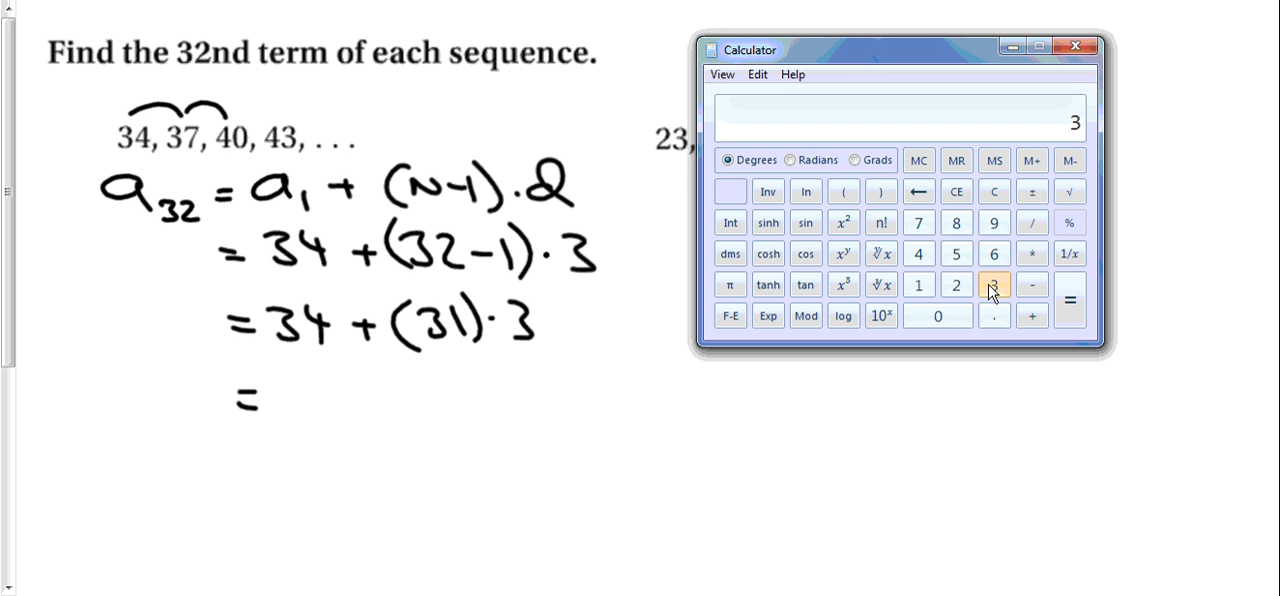 Find the 32nd term of each sequence.
34, 37, 40, 43, . . .
23,
a32 = a1 + (n-1) . d
= 34 + (32-1) . 3
= 34 + (31) . 3
=
Calculator
View Edit Help
3
Degrees Radians Grads MC MR MS M+ M-
Inv ln ( ) ← CE C ± √
Int sinh sin x² n! 7 8 9 / %
dms cosh cos xʸ ʸ√x 4 5 6 * 1/x
π tanh tan x³ ³√x 1 2 3 - =
F-E Exp Mod log 10ˣ 0 . +